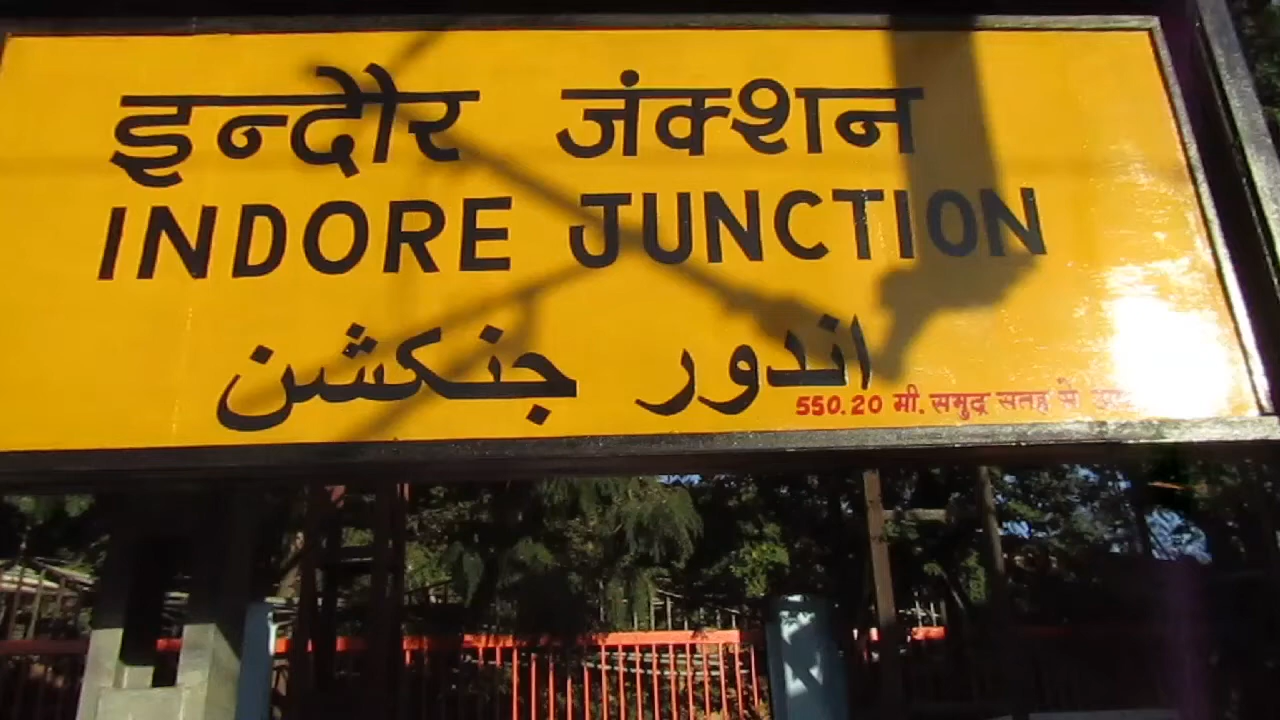 इन्दौर जंक्शन
INDORE JUNCTION
اندور جنکشن
550.20 मी. समुद्र सतह से